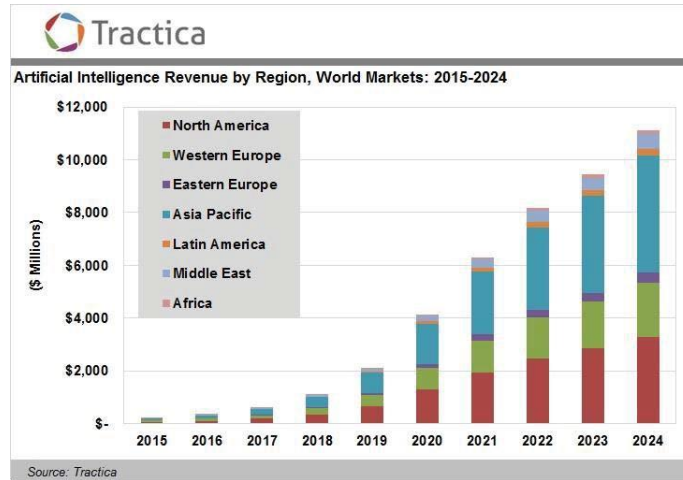 Tractica
Artificial Intelligence Revenue by Region, World Markets: 2015-2024
($ Millions)
$12,000
$10,000
$8,000
$6,000
$4,000
$2,000
$-
North America
Western Europe
Eastern Europe
Asia Pacific
Latin America
Middle East
Africa
2015 2016 2017 2018 2019 2020 2021 2022 2023 2024
Source: Tractica